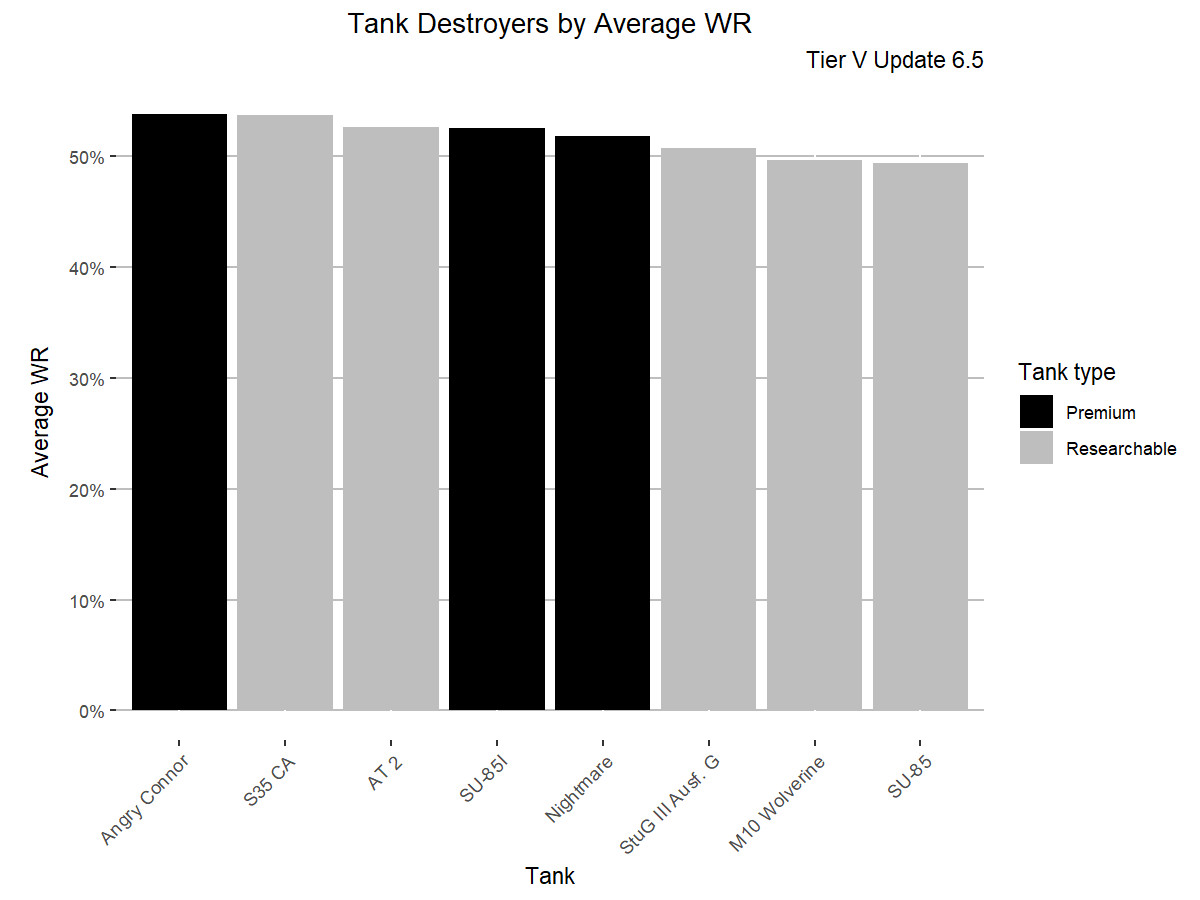 Tank Destroyers by Average WR
Tier V Update 6.5
Average WR
50%
40%
30%
20%
10%
0%
Angry Connor
S35 CA
AT 2
SU-85I
Nightmare
StuG III Ausf. G
M10 Wolverine
SU-85
Tank
Tank type
Premium
Researchable